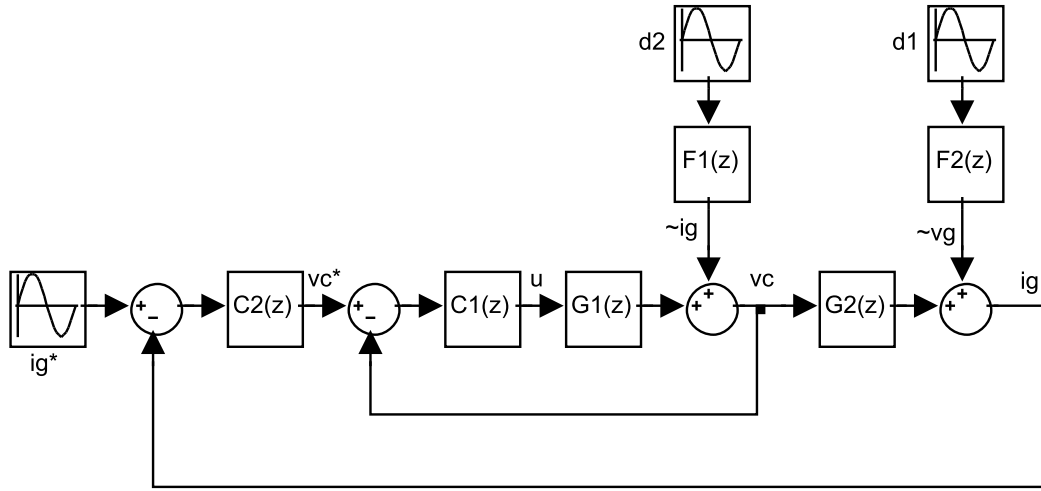 d2
d1
F1(z)
F2(z)
~ig
~vg
+
+
vc*
u
vc
ig
+
−
C2(z)
+
−
C1(z)
G1(z)
+
G2(z)
+
ig*